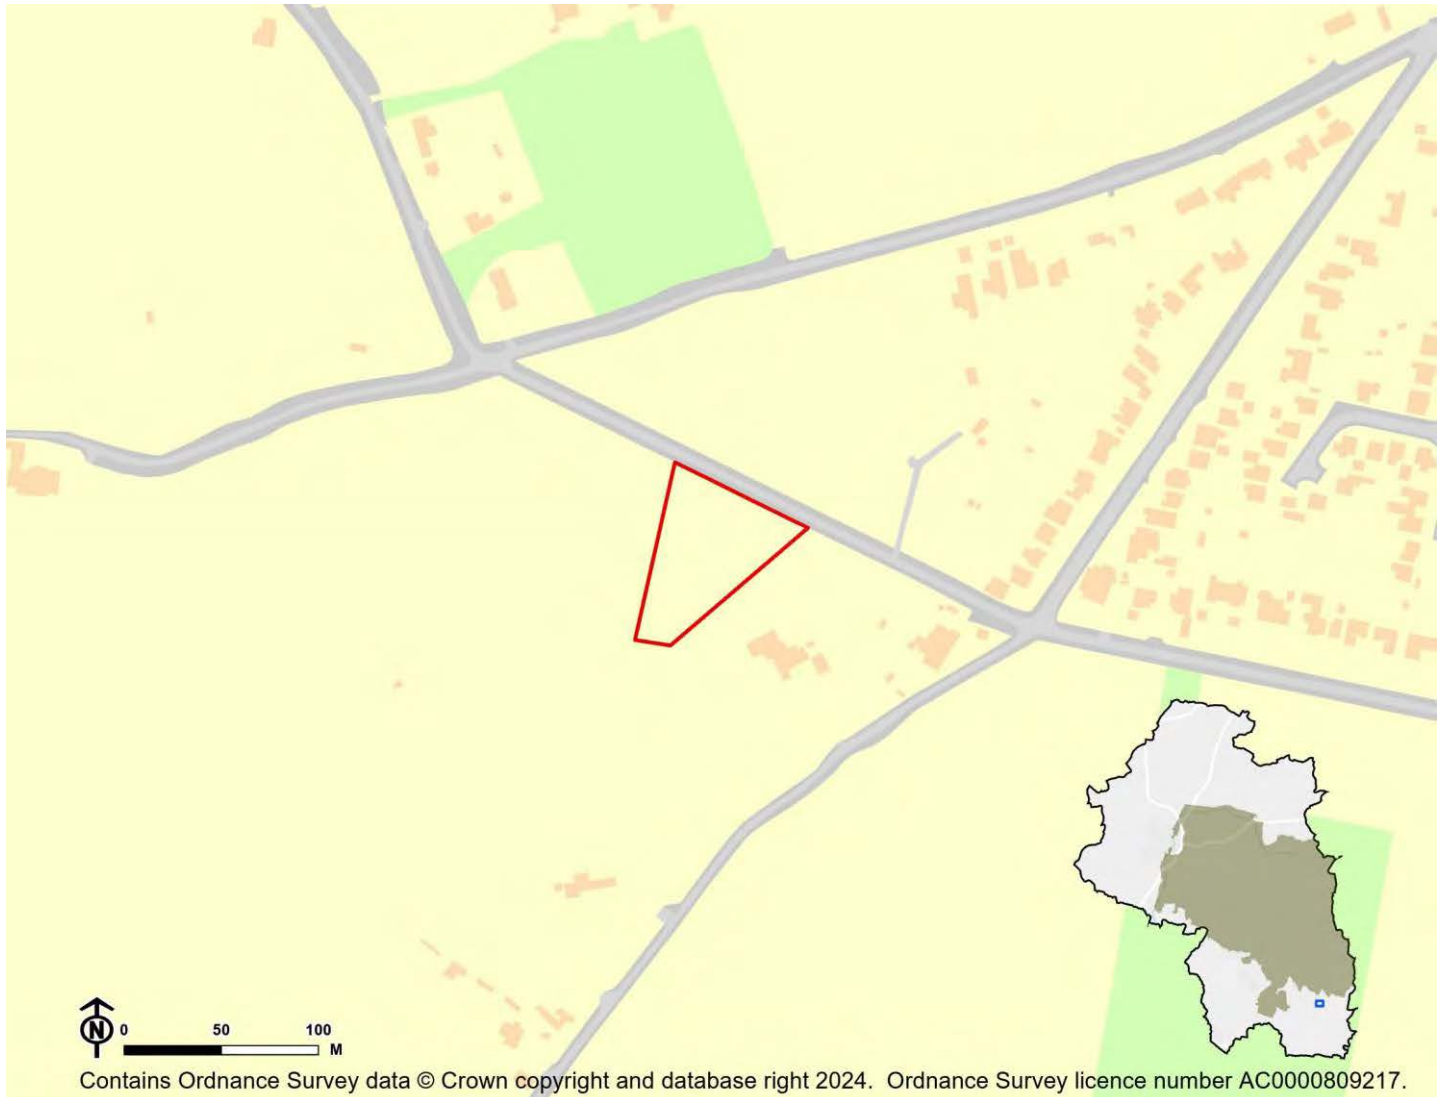 N
0 50 100
M
Contains Ordnance Survey data © Crown copyright and database right 2024. Ordnance Survey licence number AC0000809217.